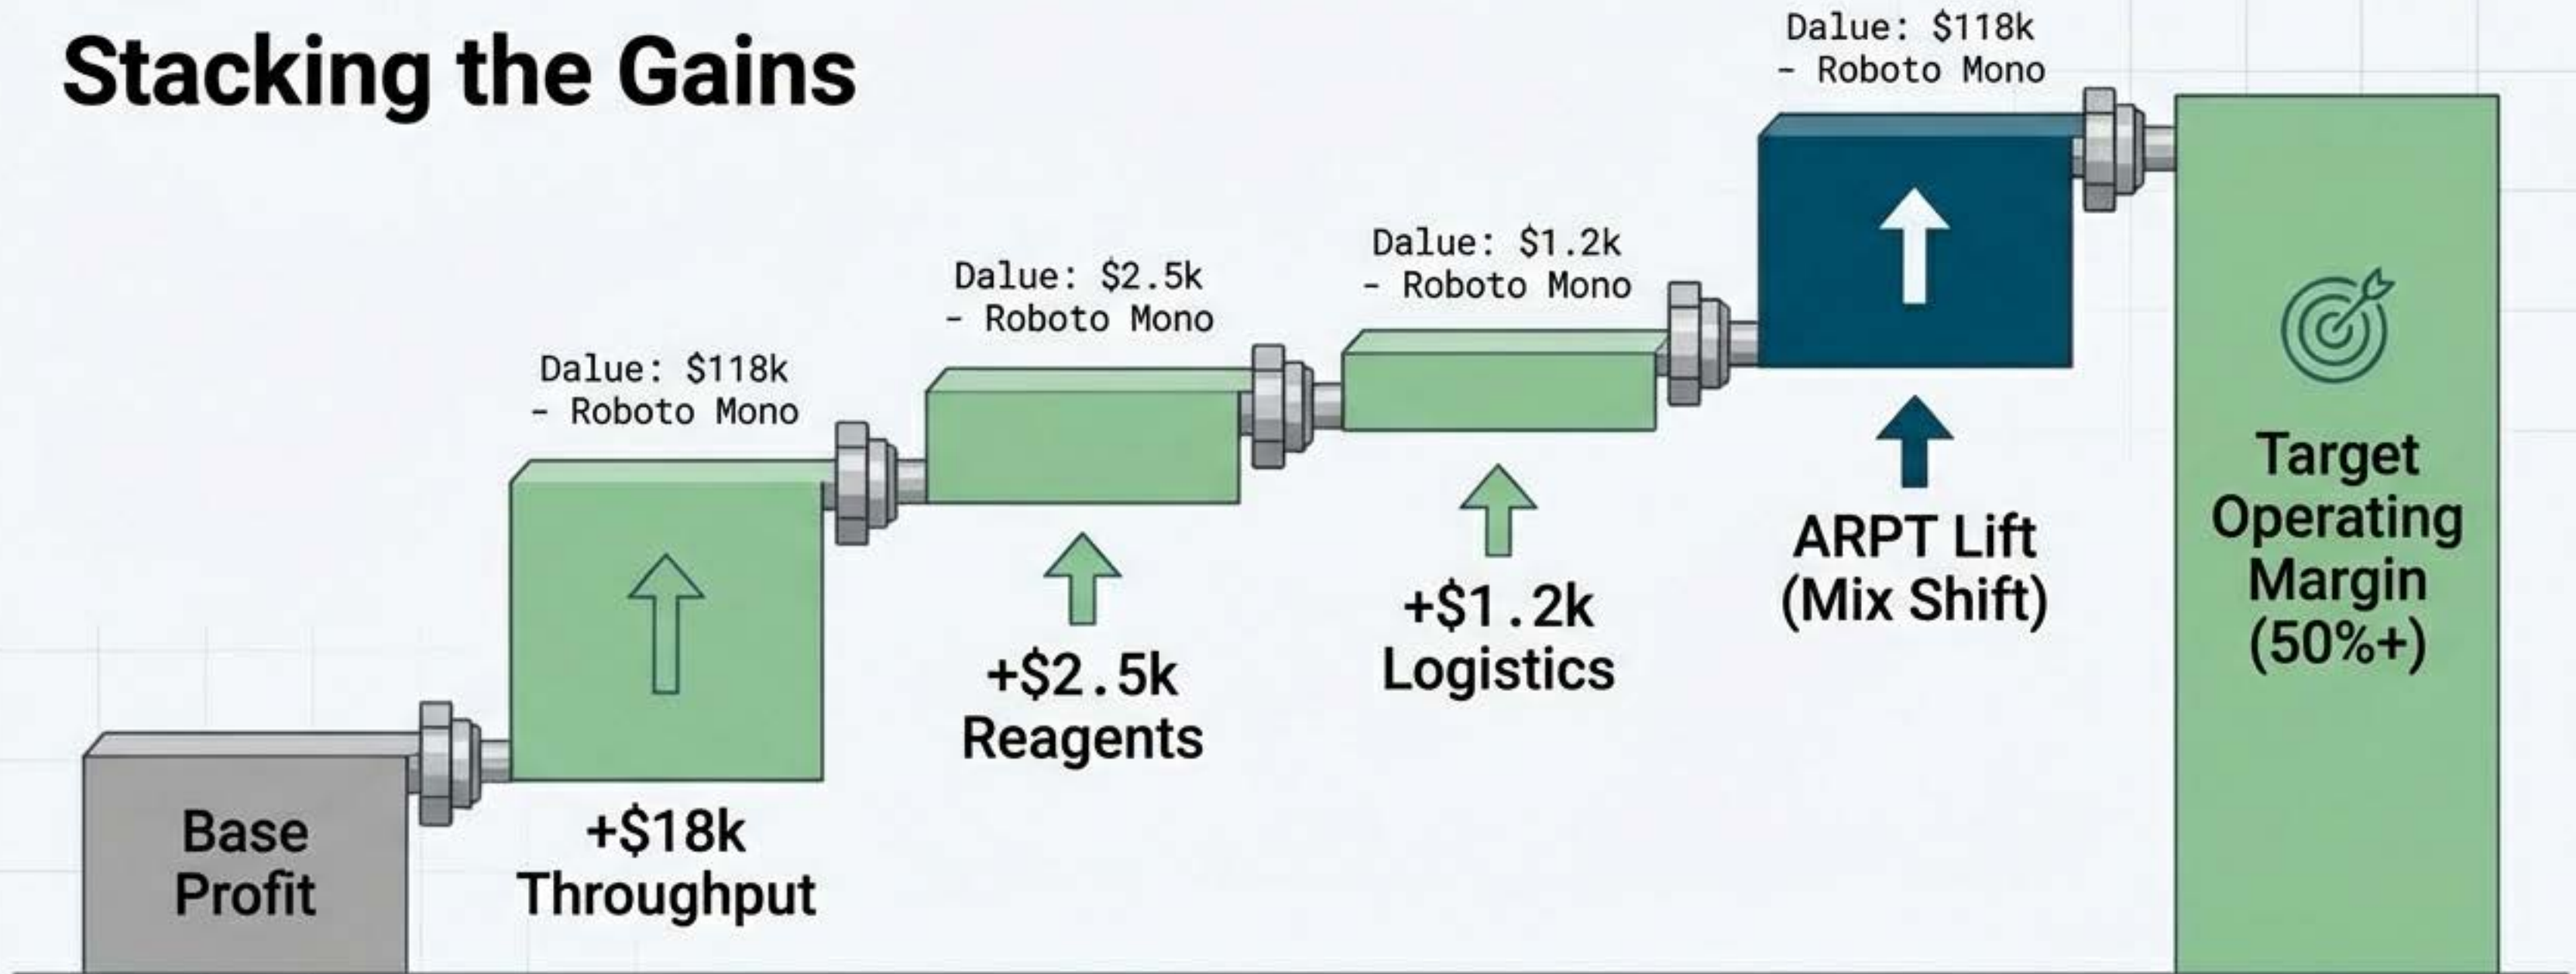 Stacking the Gains
Base
Profit
Dalue: $118k
- Roboto Mono
+$18k
Throughput
Dalue: $2.5k
- Roboto Mono
+$2.5k
Reagents
Dalue: $1.2k
- Roboto Mono
+$1.2k
Logistics
Dalue: $118k
- Roboto Mono
ARPT Lift
(Mix Shift)
Target
Operating
Margin
(50%+)